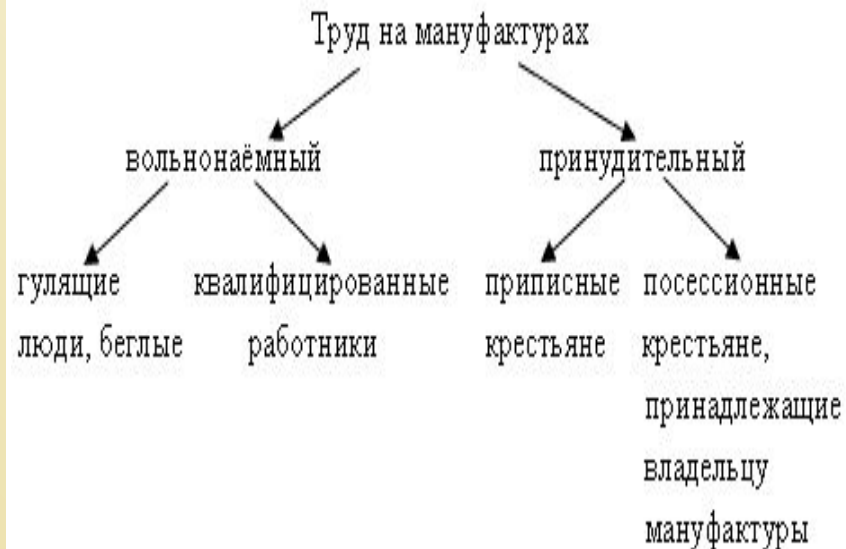 Труд на мануфактурах
вольнонаёмный
принудительный
гулящие
люди, беглые
квалифицированные
работники
приписные
крестьяне
посессионные
крестьяне,
принадлежащие
владельцу
мануфактуры